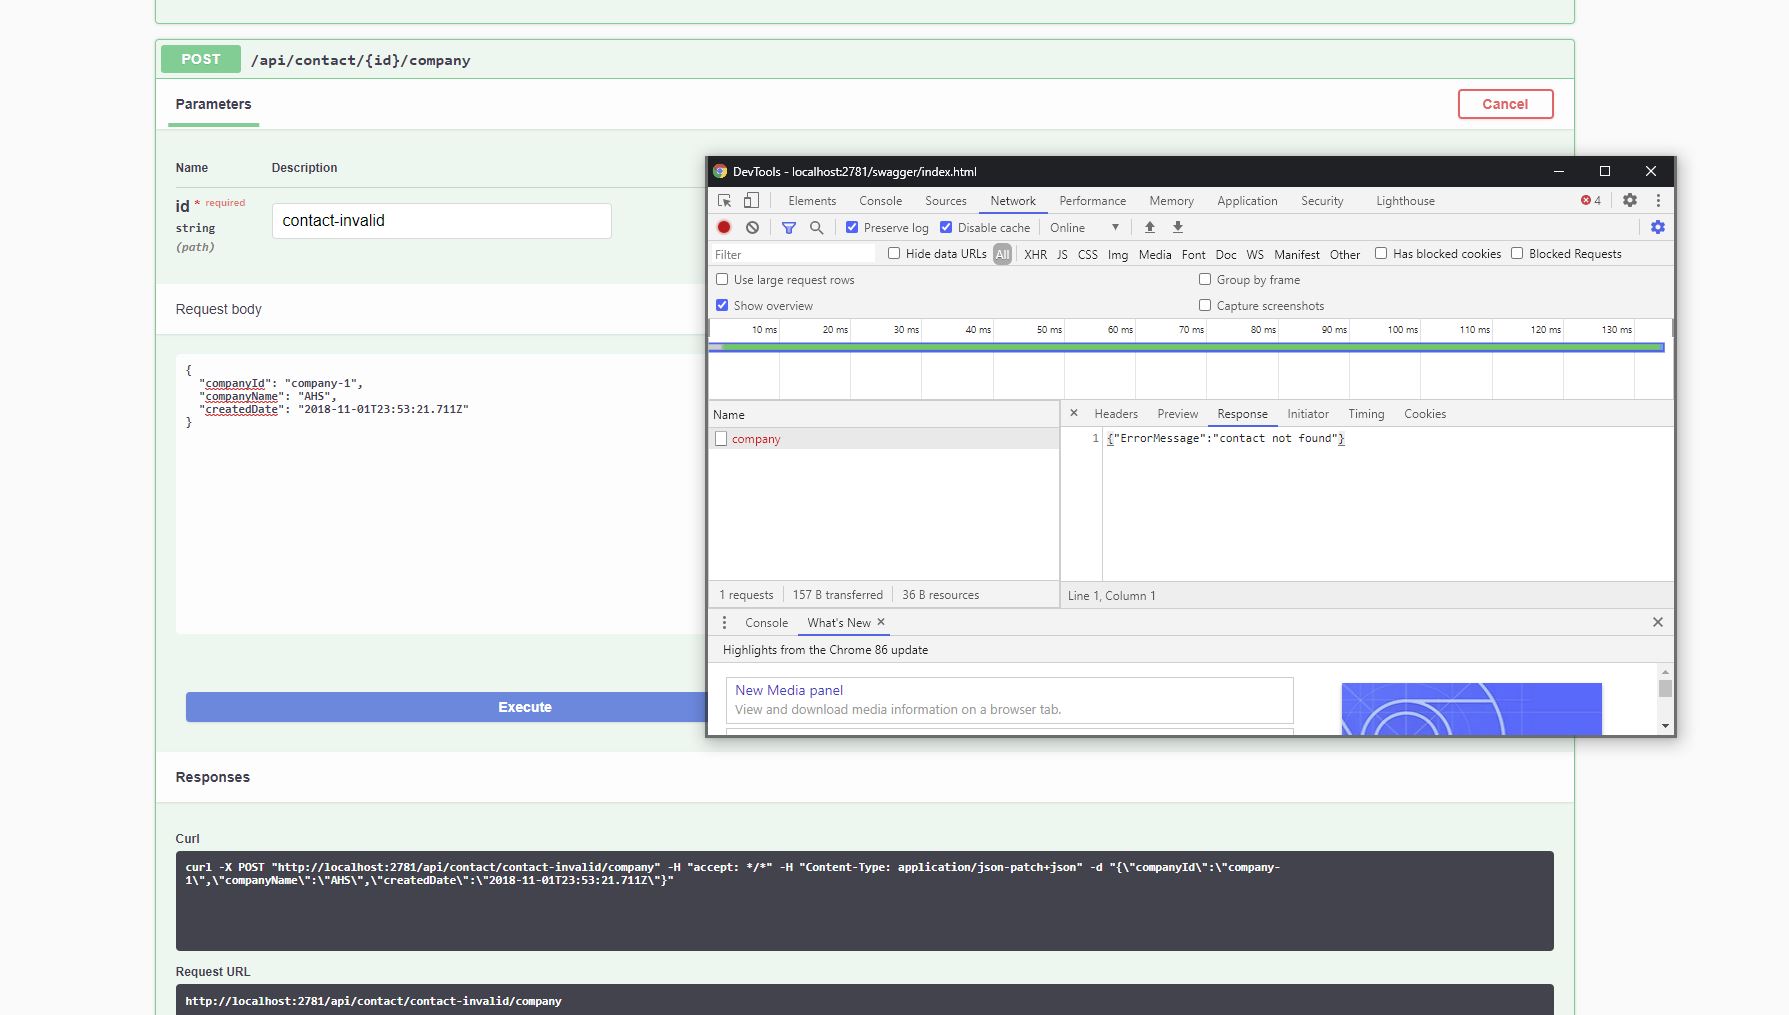 POST /api/contact/{id}/company
Parameters
Cancel
Name Description
id * required
string
(path)
contact-invalid
Request body
{
"companyId": "company-1",
"companyName": "AHS",
"createdDate": "2018-11-01T23:53:21.711Z"
}
Execute
DevTools - localhost:2781/swagger/index.html
Elements Console Sources Network Performance Memory Application Security Lighthouse 4
Preserve log Disable cache Online
Filter Hide data URLs All XHR JS CSS Img Media Font Doc WS Manifest Other Has blocked cookies Blocked Requests
Use large request rows Group by frame
Show overview Capture screenshots
10 ms 20 ms 30 ms 40 ms 50 ms 60 ms 70 ms 80 ms 90 ms 100 ms 110 ms 120 ms 130 ms
Name
company
1 requests 157 B transferred 36 B resources
× Headers Preview Response Initiator Timing Cookies
1 {"ErrorMessage":"contact not found"}
Line 1, Column 1
Console What's New ×
Highlights from the Chrome 86 update
New Media panel
View and download media information on a browser tab.
Responses
Curl
curl -X POST "http://localhost:2781/api/contact/contact-invalid/company" -H "accept: */*" -H "Content-Type: application/json-patch+json" -d "{\"companyId\":\"company-
1\",\"companyName\":\"AHS\",\"createdDate\":\"2018-11-01T23:53:21.711Z\"}"
Request URL
http://localhost:2781/api/contact/contact-invalid/company